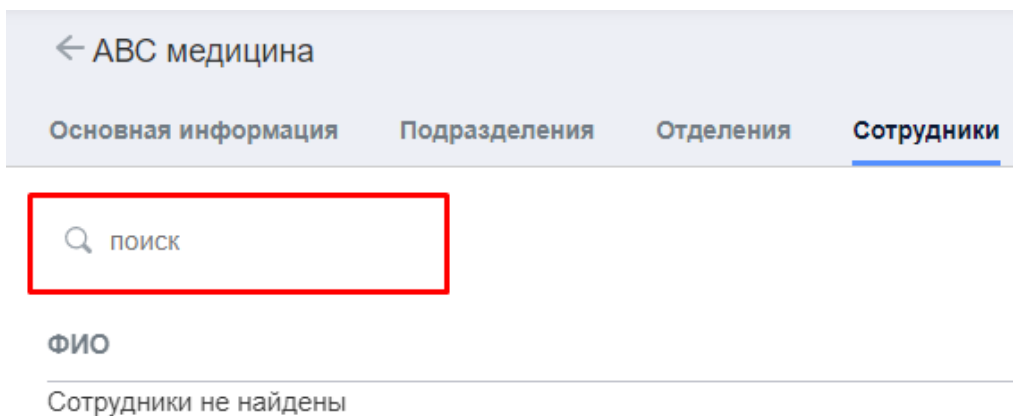 ← АВС медицина
Основная информация Подразделения Отделения Сотрудники
поиск
ФИО
Сотрудники не найдены